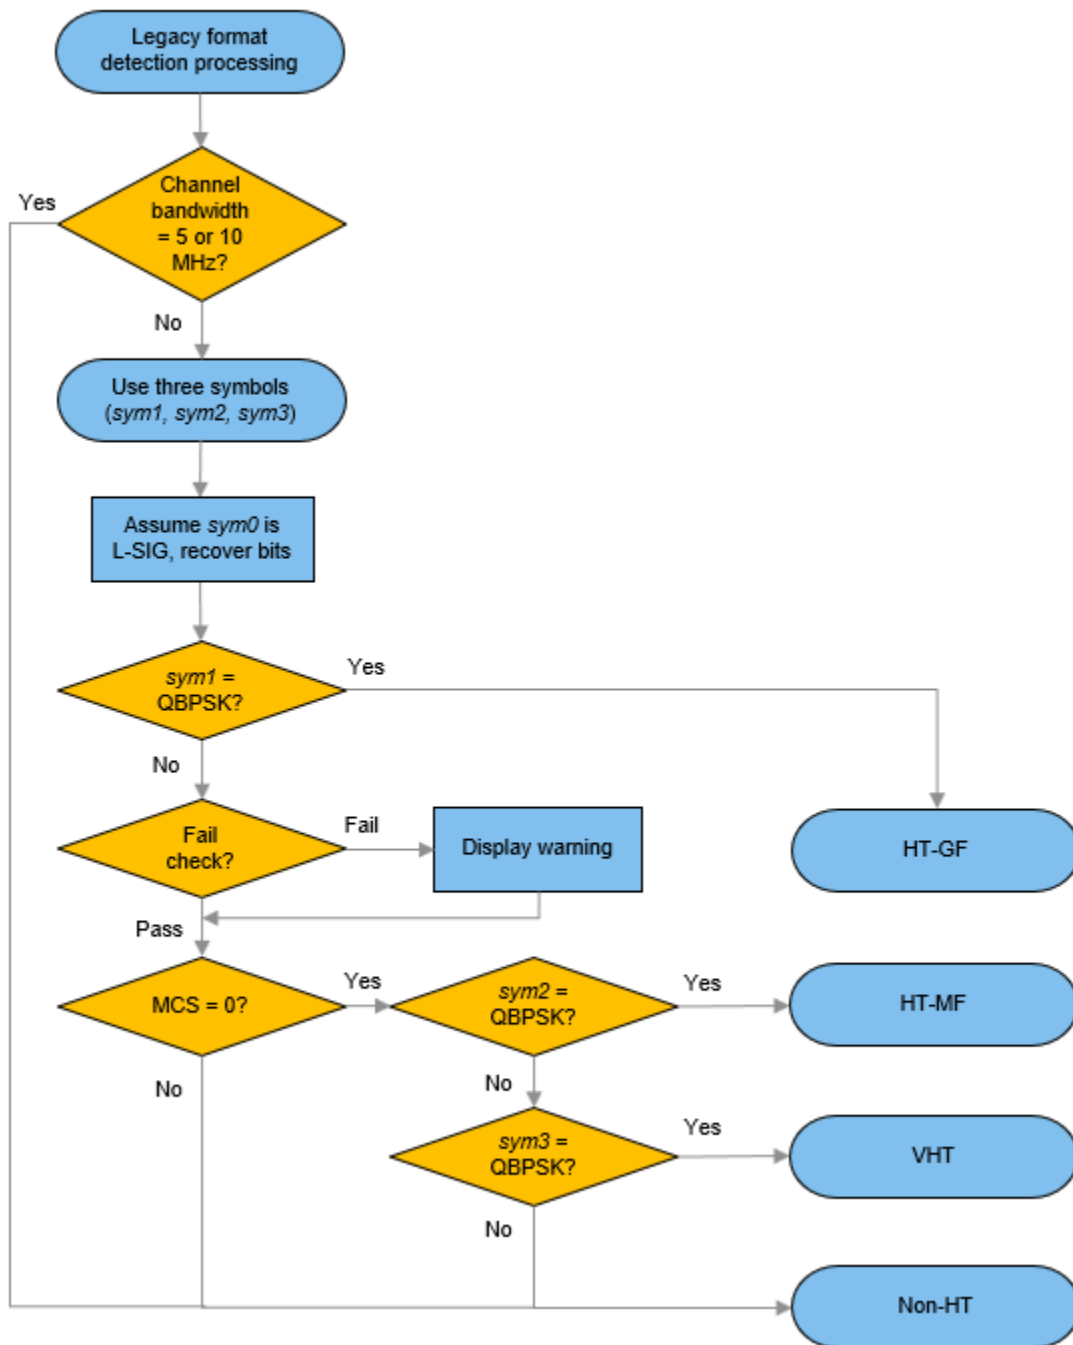 Legacy format
detection processing
Yes
Channel
bandwidth
= 5 or 10
MHz?
No
Use three symbols
(sym1, sym2, sym3)
Assume sym0 is
L-SIG, recover bits
sym1 =
QBPSK?
Yes
No
Fail
check?
Fail
Display warning
HT-GF
Pass
MCS = 0?
Yes
sym2 =
QBPSK?
Yes
HT-MF
No
No
sym3 =
QBPSK?
Yes
VHT
No
Non-HT